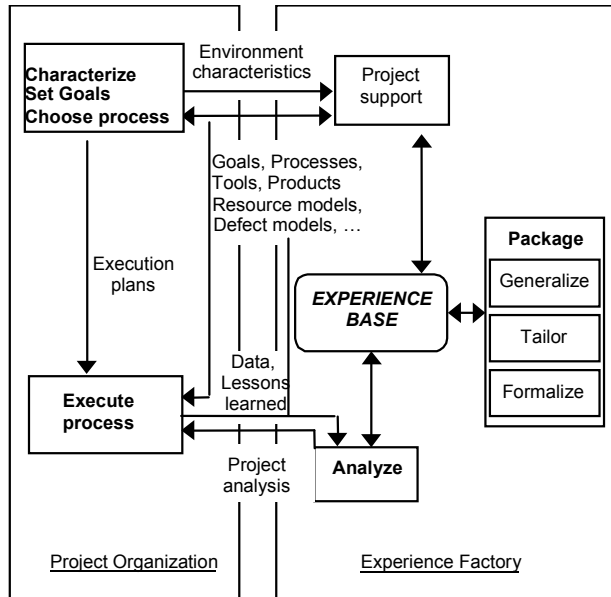 Environment
characteristics
Characterize
Set Goals
Choose process
Project
support
Goals, Processes,
Tools, Products
Resource models,
Defect models, …
Package
Generalize
Tailor
Formalize
Execution
plans
EXPERIENCE
BASE
Data,
Lessons
learned
Execute
process
Project
analysis
Analyze
Project Organization
Experience Factory